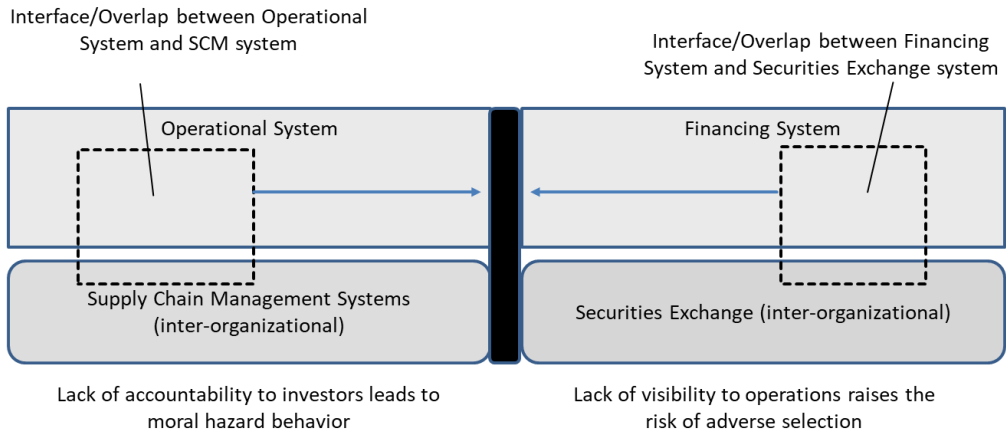 Interface/Overlap between Operational
System and SCM system
Interface/Overlap between Financing
System and Securities Exchange system
Operational System
Financing System
Supply Chain Management Systems
(inter-organizational)
Securities Exchange (inter-organizational)
Lack of accountability to investors leads to
moral hazard behavior
Lack of visibility to operations raises the
risk of adverse selection